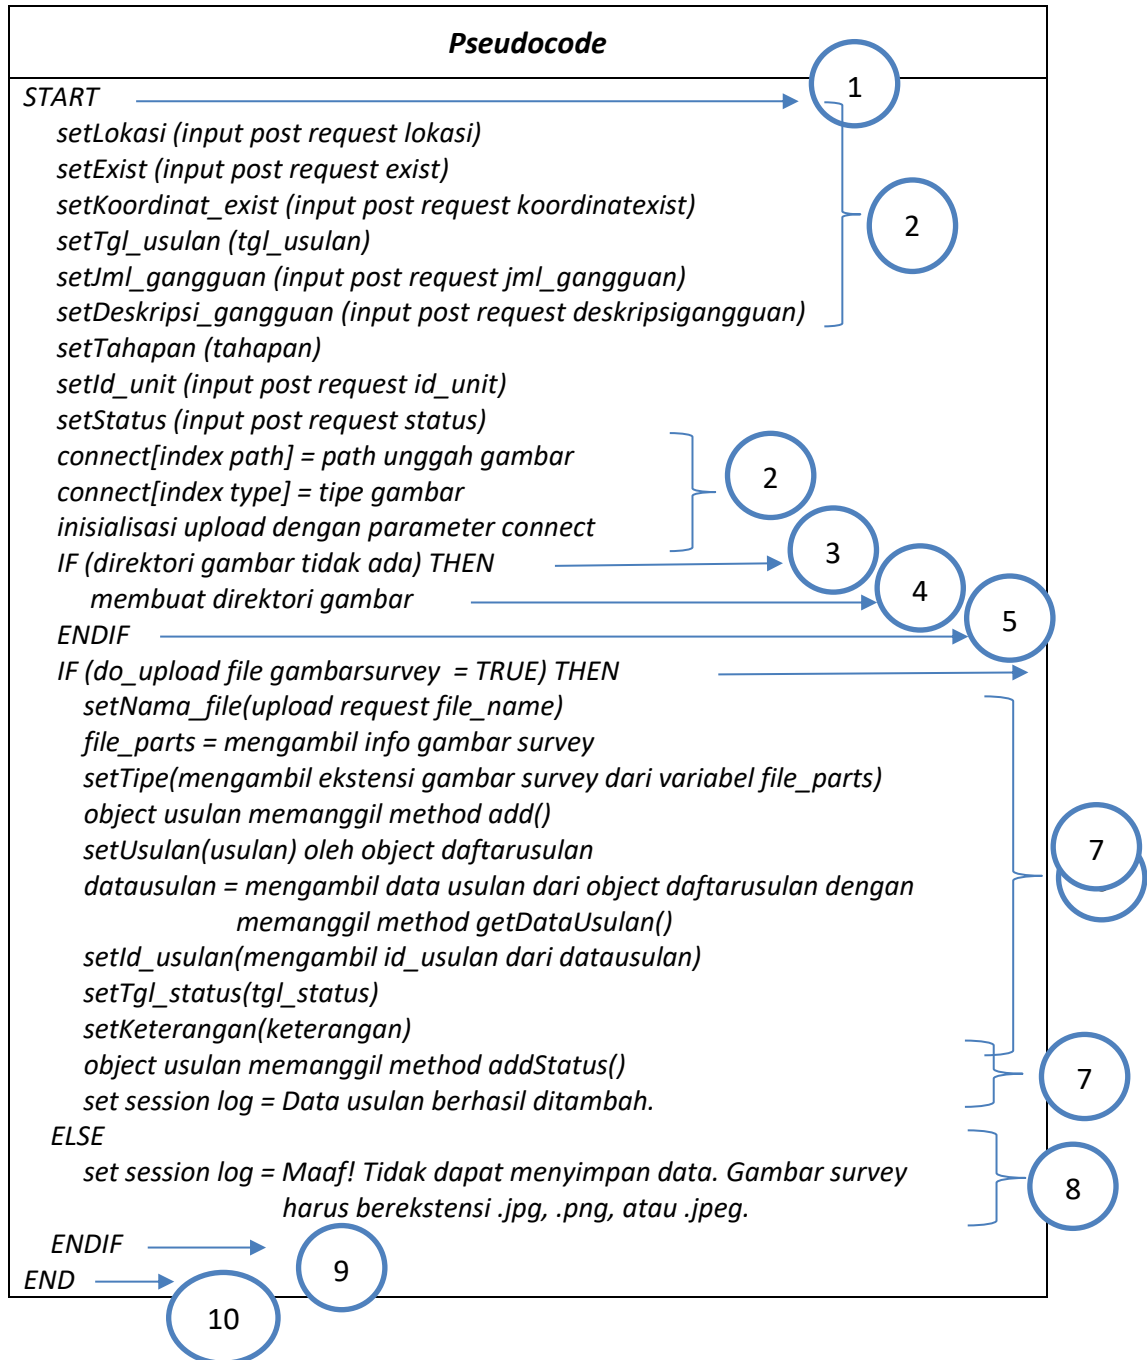 Pseudocode
START 1
setLokasi (input post request lokasi)
setExist (input post request exist)
setKoordinat_exist (input post request koordinatexist)
setTgl_usulan (tgl_usulan) 2
setJml_gangguan (input post request jml_gangguan)
setDeskripsi_gangguan (input post request deskripsigangguan)
setTahapan (tahapan)
setId_unit (input post request id_unit)
setStatus (input post request status)
connect[index path] = path unggah gambar
connect[index type] = tipe gambar 2
inisialisasi upload dengan parameter connect
IF (direktori gambar tidak ada) THEN 3
membuat direktori gambar 4
ENDIF 5
IF (do_upload file gambarsurvey = TRUE) THEN
setNama_file(upload request file_name)
file_parts = mengambil info gambar survey
setTipe(mengambil ekstensi gambar survey dari variabel file_parts)
object usulan memanggil method add()
setUsulan(usulan) oleh object daftarusulan 7
datausulan = mengambil data usulan dari object daftarusulan dengan
memanggil method getDataUsulan()
setId_usulan(mengambil id_usulan dari datausulan)
setTgl_status(tgl_status)
setKeterangan(keterangan)
object usulan memanggil method addStatus() 7
set session log = Data usulan berhasil ditambah.
ELSE
set session log = Maaf! Tidak dapat menyimpan data. Gambar survey 8
harus berekstensi .jpg, .png, atau .jpeg.
ENDIF 9
END 10